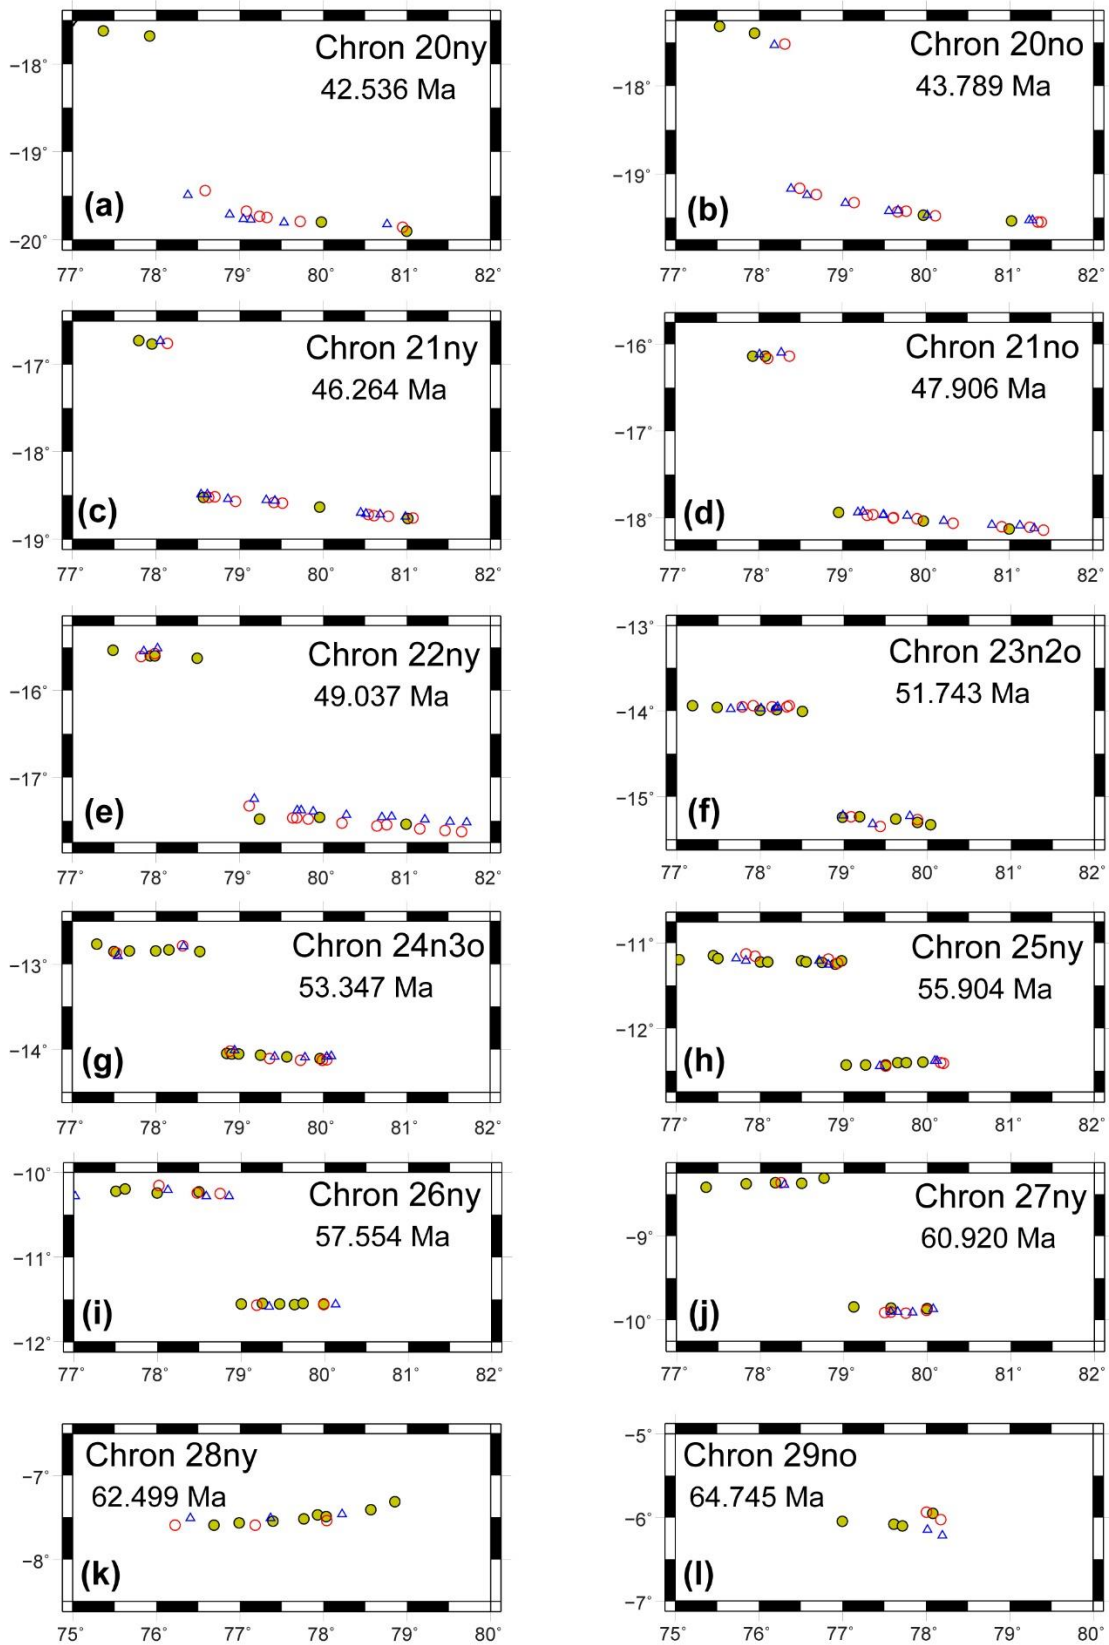 Chron 20ny
42.536 Ma
(a)
−18°
−19°
−20°
77° 78° 79° 80° 81° 82°
Chron 20no
43.789 Ma
(b)
−18°
−19°
77° 78° 79° 80° 81° 82°
Chron 21ny
46.264 Ma
(c)
−17°
−18°
−19°
77° 78° 79° 80° 81° 82°
Chron 21no
47.906 Ma
(d)
−16°
−17°
−18°
77° 78° 79° 80° 81° 82°
Chron 22ny
49.037 Ma
(e)
−16°
−17°
77° 78° 79° 80° 81° 82°
Chron 23n2o
51.743 Ma
(f)
−13°
−14°
−15°
77° 78° 79° 80° 81° 82°
Chron 24n3o
53.347 Ma
(g)
−13°
−14°
77° 78° 79° 80° 81° 82°
Chron 25ny
55.904 Ma
(h)
−11°
−12°
77° 78° 79° 80° 81° 82°
Chron 26ny
57.554 Ma
(i)
−10°
−11°
−12°
77° 78° 79° 80° 81° 82°
Chron 27ny
60.920 Ma
(j)
−9°
−10°
77° 78° 79° 80° 81° 82°
Chron 28ny
62.499 Ma
(k)
−7°
−8°
75° 76° 77° 78° 79° 80°
Chron 29no
64.745 Ma
(l)
−5°
−6°
−7°
75° 76° 77° 78° 79° 80°